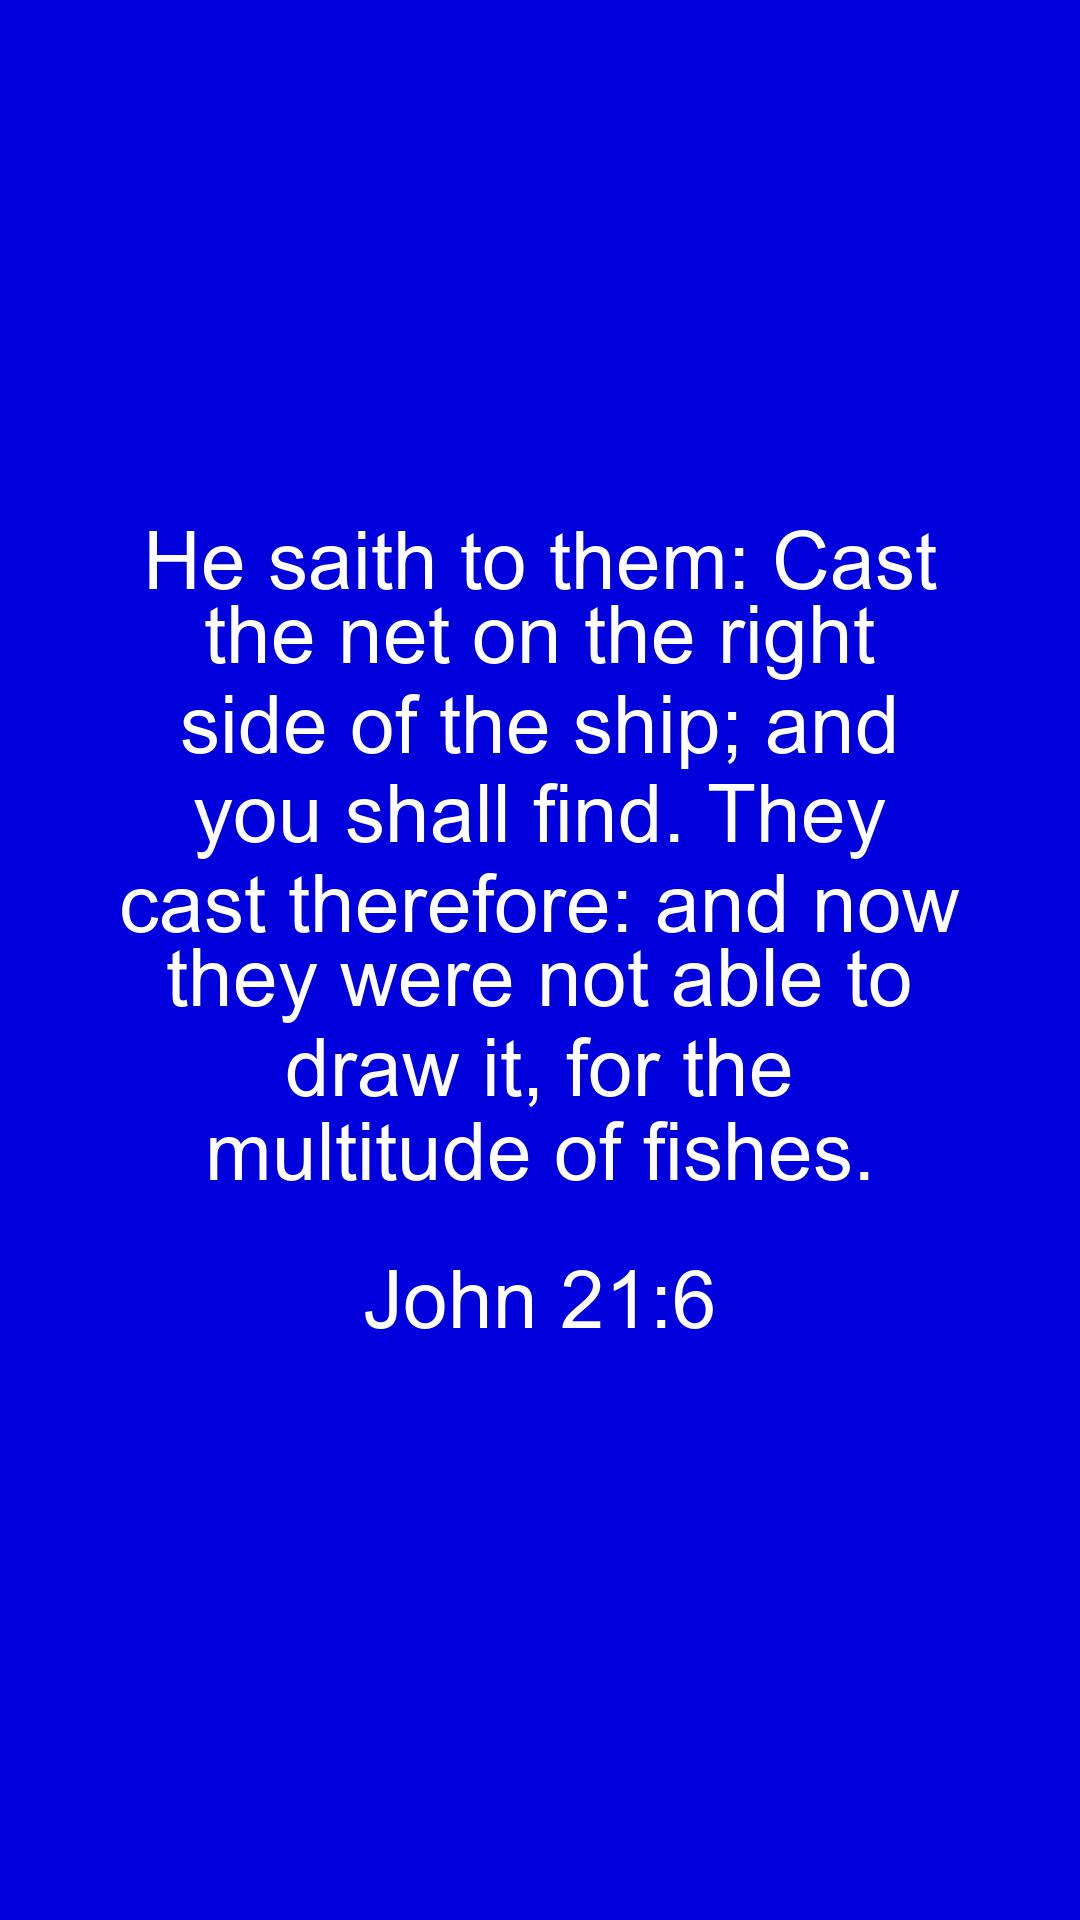 He saith to them: Cast
the net on the right
side of the ship; and
you shall find. They
cast therefore: and now
they were not able to
draw it, for the
multitude of fishes.
John 21:6